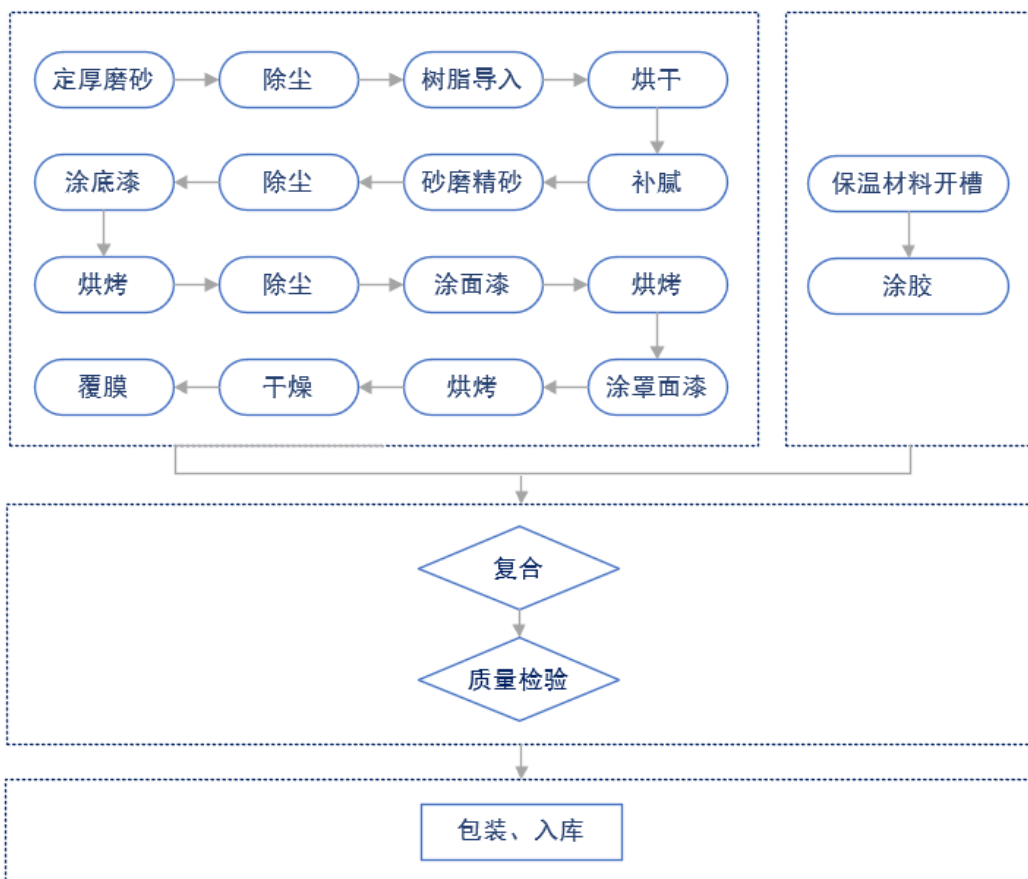 定厚磨砂
除尘
树脂导入
烘干
涂底漆
除尘
砂磨精砂
补腻
保温材料开槽
烘烤
除尘
涂面漆
烘烤
涂胶
覆膜
干燥
烘烤
涂罩面漆
复合
质量检验
包装、入库